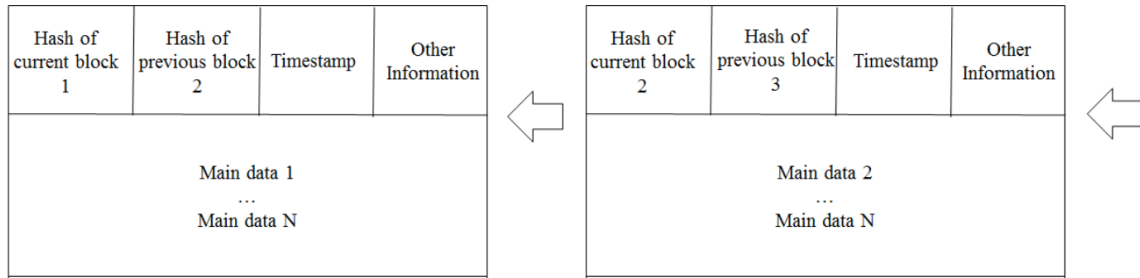 Hash of
current block
1
Hash of
previous block
2
Timestamp
Other
Information
Main data 1
...
Main data N
Hash of
current block
2
Hash of
previous block
3
Timestamp
Other
Information
Main data 2
...
Main data N